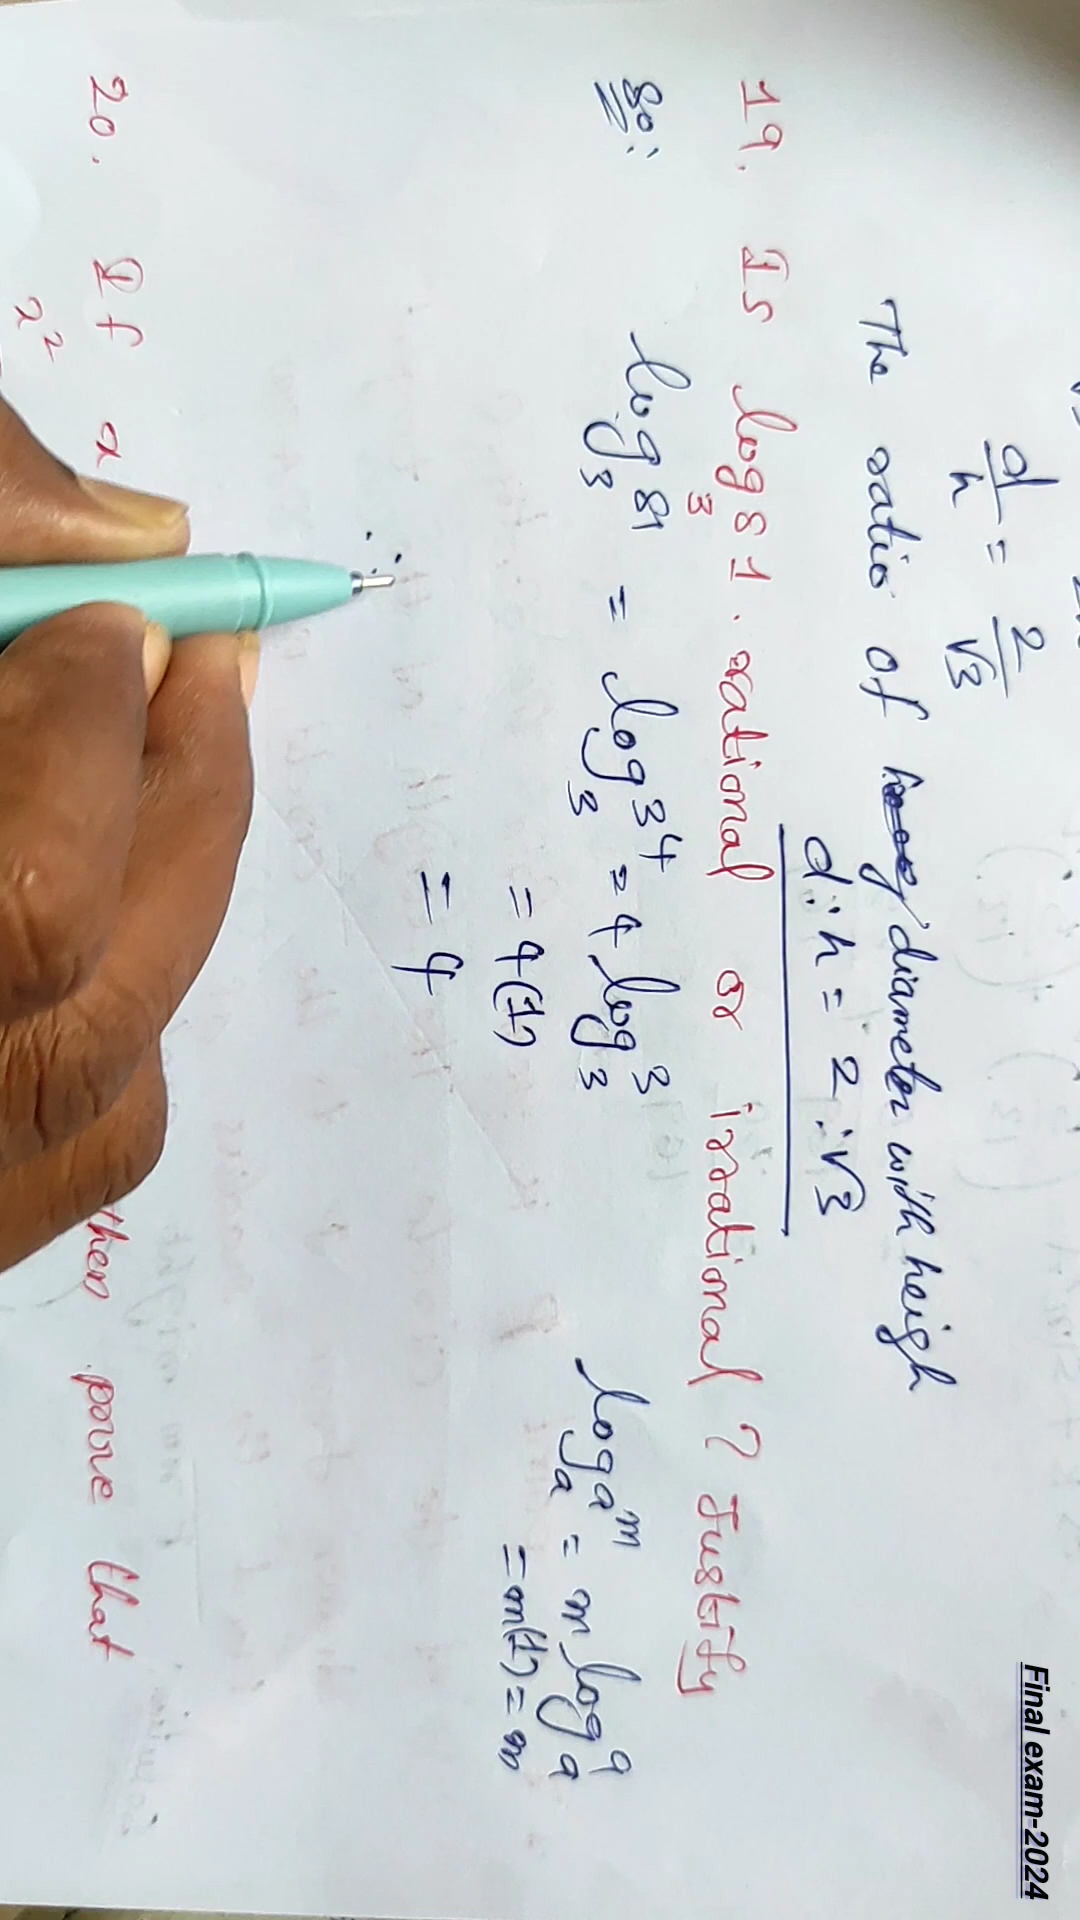 Final exam-2024
d/h = 2/√3
The ratio of diameter with heigh
d : h = 2 : √3
19. Is log₃81 . rational or irrational ? Justify
So:
log₃81 = log₃3⁴ = 4 log₃3
= 4(1)
= 4
logₐaᵐ = m logₐa
= m(1) = m
20. If x then prove that
x²